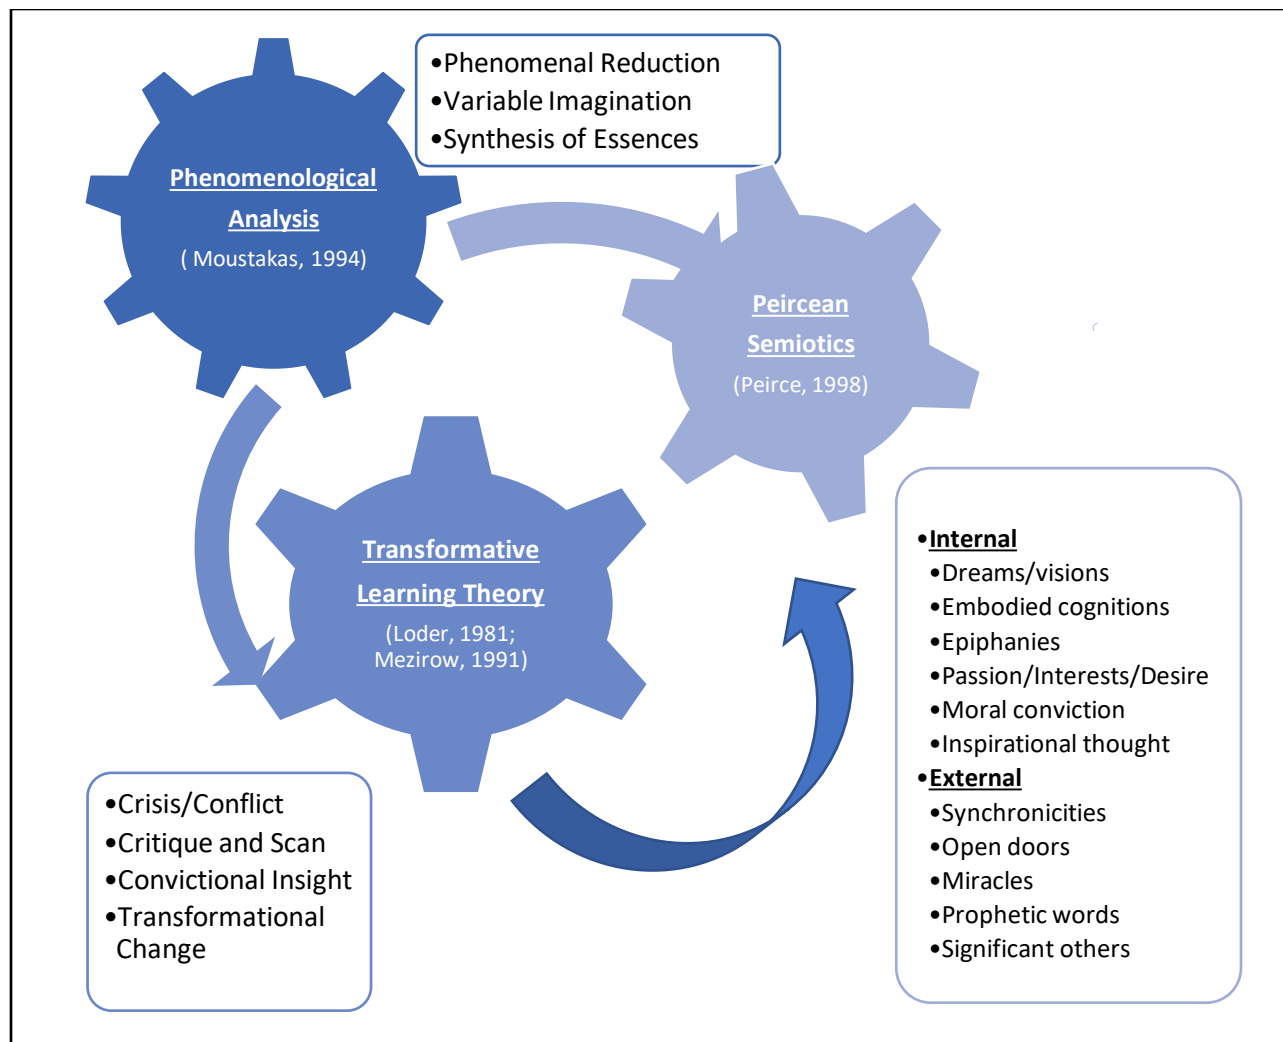 •Phenomenal Reduction
•Variable Imagination
•Synthesis of Essences
Phenomenological
Analysis
( Moustakas, 1994)
Peircean
Semiotics
(Peirce, 1998)
Transformative
Learning Theory
(Loder, 1981;
Mezirow, 1991)
•Crisis/Conflict
•Critique and Scan
•Convictional Insight
•Transformational
Change
•Internal
•Dreams/visions
•Embodied cognitions
•Epiphanies
•Passion/Interests/Desire
•Moral conviction
•Inspirational thought
•External
•Synchronicities
•Open doors
•Miracles
•Prophetic words
•Significant others